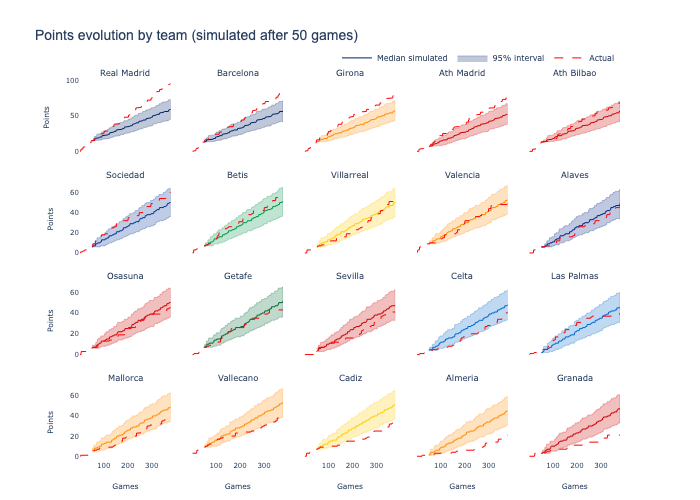 Points evolution by team (simulated after 50 games)
Median simulated 95% interval Actual
Real Madrid Barcelona Girona Ath Madrid Ath Bilbao
100
50
0
Points
Sociedad Betis Villarreal Valencia Alaves
60
40
20
0
Points
Osasuna Getafe Sevilla Celta Las Palmas
60
40
20
0
Points
Mallorca Vallecano Cadiz Almeria Granada
60
40
20
0
Points
100 200 300 100 200 300 100 200 300 100 200 300 100 200 300
Games Games Games Games Games